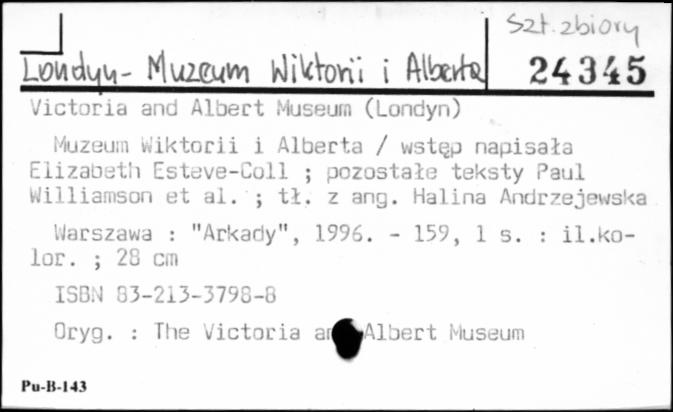 Szt. zbiory
Londyn - Muzeum Wiktorii i Alberta
24345
Victoria and Albert Museum (Londyn)
Muzeum Wiktorii i Alberta / wstęp napisała
Elizabeth Esteve-Coll ; pozostałe teksty Paul
Williamson et al. ; tł. z ang. Halina Andrzejewska
Warszawa : "Arkady", 1996. - 159, 1 s. : il.ko-
lor. ; 28 cm
ISBN 83-213-3798-8
Oryg. : The Victoria and Albert Museum
Pu-B-143